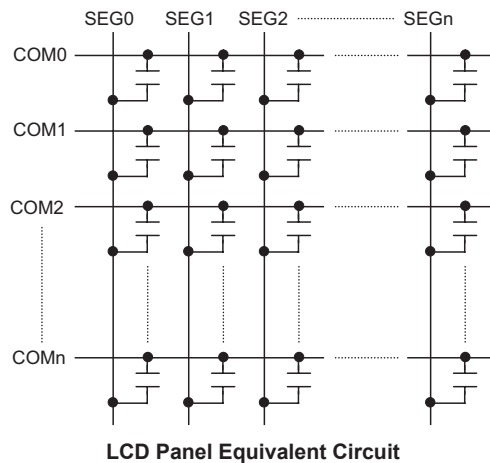 SEG0 SEG1 SEG2 SEGn
COM0
COM1
COM2
COMn
LCD Panel Equivalent Circuit